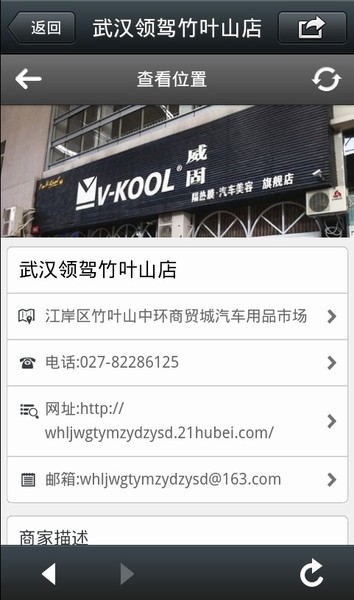 返回
武汉领驾竹叶山店
查看位置
V-KOOL® 威固
隔热膜·汽车美容 旗舰店
武汉领驾竹叶山店
江岸区竹叶山中环商贸城汽车用品市场
电话:027-82286125
网址:http://
whljwgtymzydzysd.21hubei.com/
邮箱:whljwgtymzydzysd@163.com
商家描述